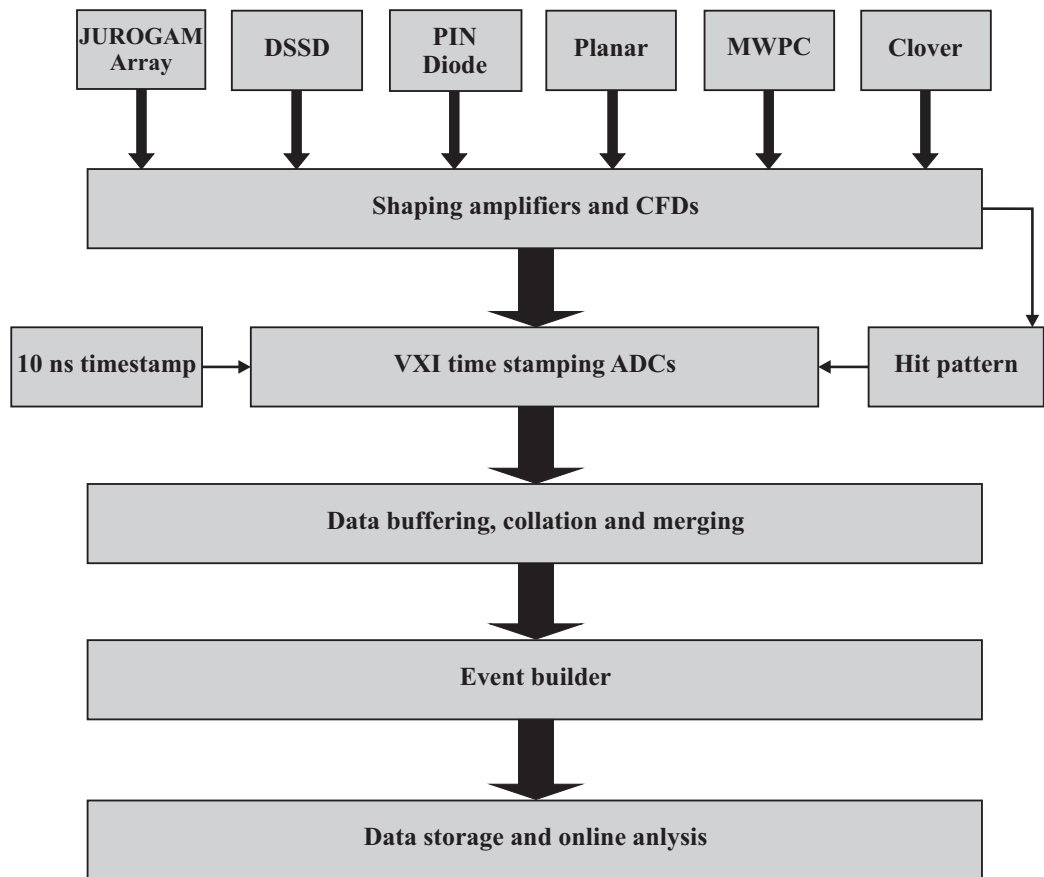 JUROGAM
Array
DSSD
PIN
Diode
Planar
MWPC
Clover
Shaping amplifiers and CFDs
10 ns timestamp
VXI time stamping ADCs
Hit pattern
Data buffering, collation and merging
Event builder
Data storage and online anlysis